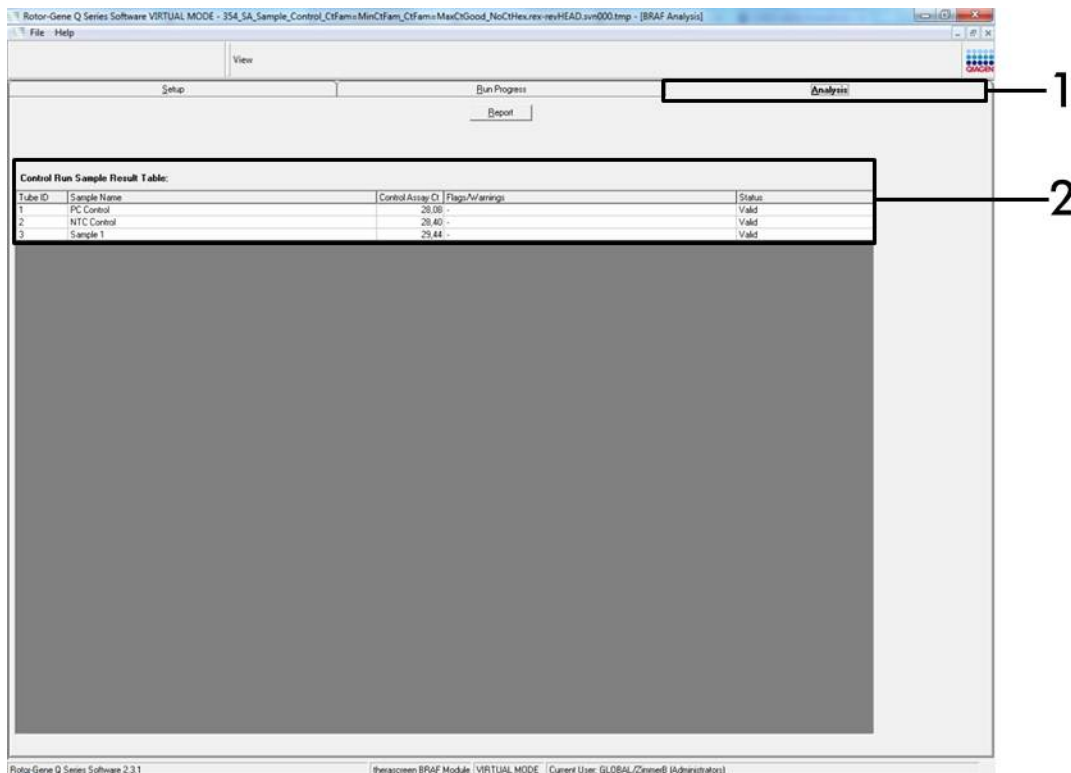 Rotor-Gene Q Series Software VIRTUAL MODE - 354_SA_Sample_Control_CtFam=MinCtFam_CtFam=MaxCtGood_NoCtHex.rex-revHEAD.svn000.tmp - [BRAF Analysis]
File Help
View
QIAGEN
Setup Run Progress Analysis
1
Report
Control Run Sample Result Table:
2
Tube ID Sample Name Control Assay Ct Flags/Warnings Status
1 PC Control 28,08 - Valid
2 NTC Control 28,40 - Valid
3 Sample 1 29,44 - Valid
Rotor-Gene Q Series Software 2.3.1 therascreen BRAF Module VIRTUAL MODE Current User: GLOBAL/ZimmerB (Administrators)